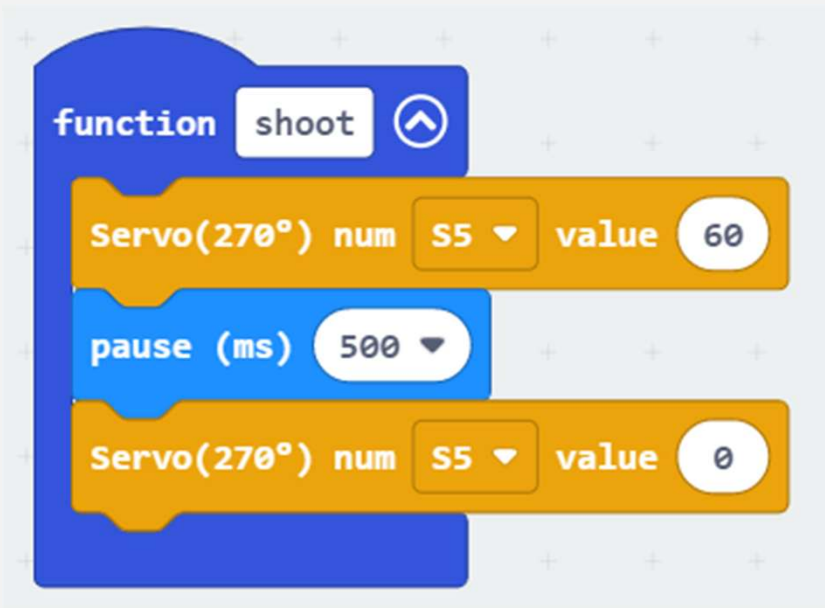 function shoot
Servo(270°) num S5 value 60
pause (ms) 500
Servo(270°) num S5 value 0